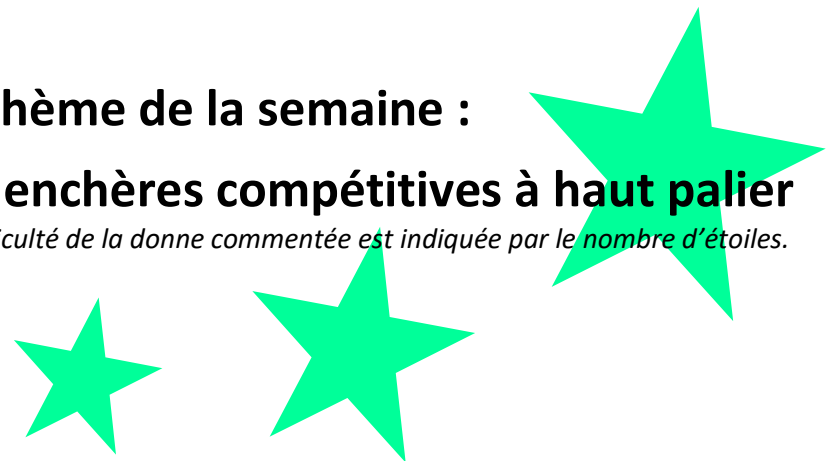 hème de la semaine :
enchères compétitives à haut palier
iculté de la donne commentée est indiquée par le nombre d’étoiles.